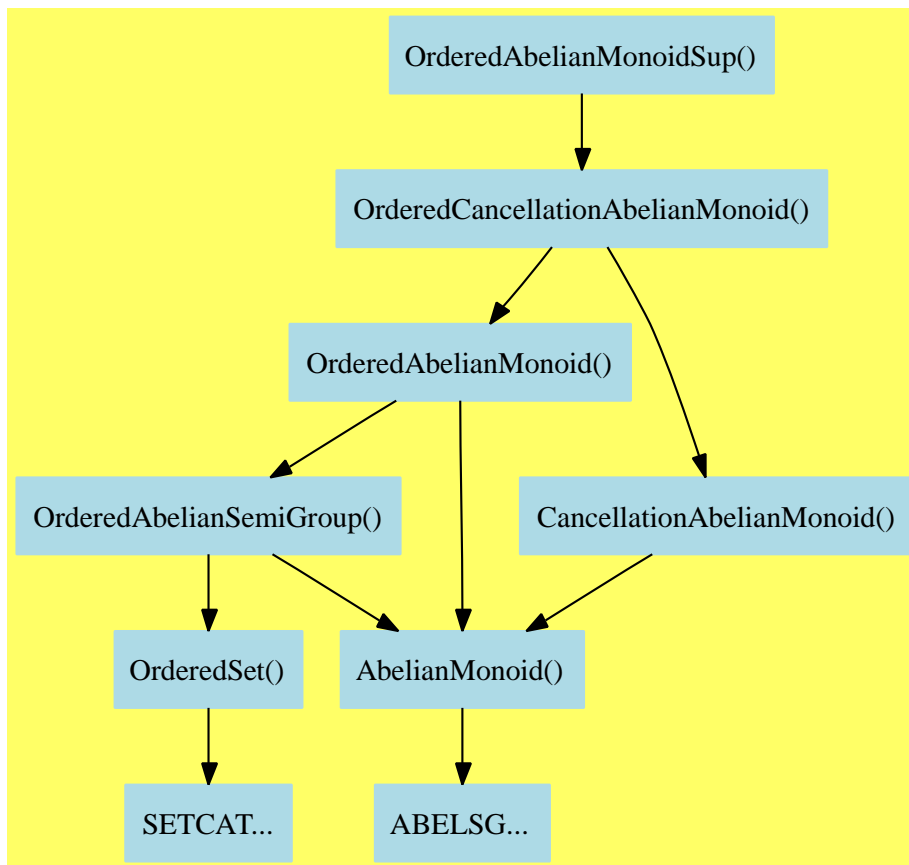 OrderedAbelianMonoidSup()
OrderedCancellationAbelianMonoid()
OrderedAbelianMonoid()
OrderedAbelianSemiGroup()
CancellationAbelianMonoid()
OrderedSet()
AbelianMonoid()
SETCAT...
ABELSG...